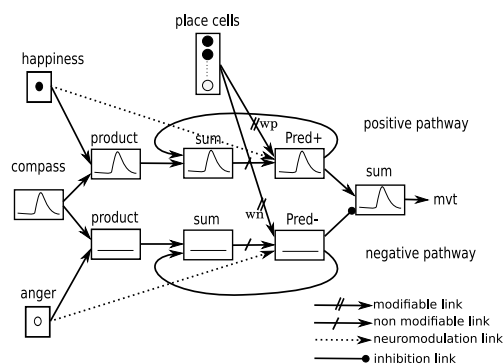 place cells
happiness
wp
product
sum
Pred+
positive pathway
compass
sum
mvt
product
sum
wn
Pred-
negative pathway
anger
modifiable link
non modifiable link
neuromodulation link
inhibition link